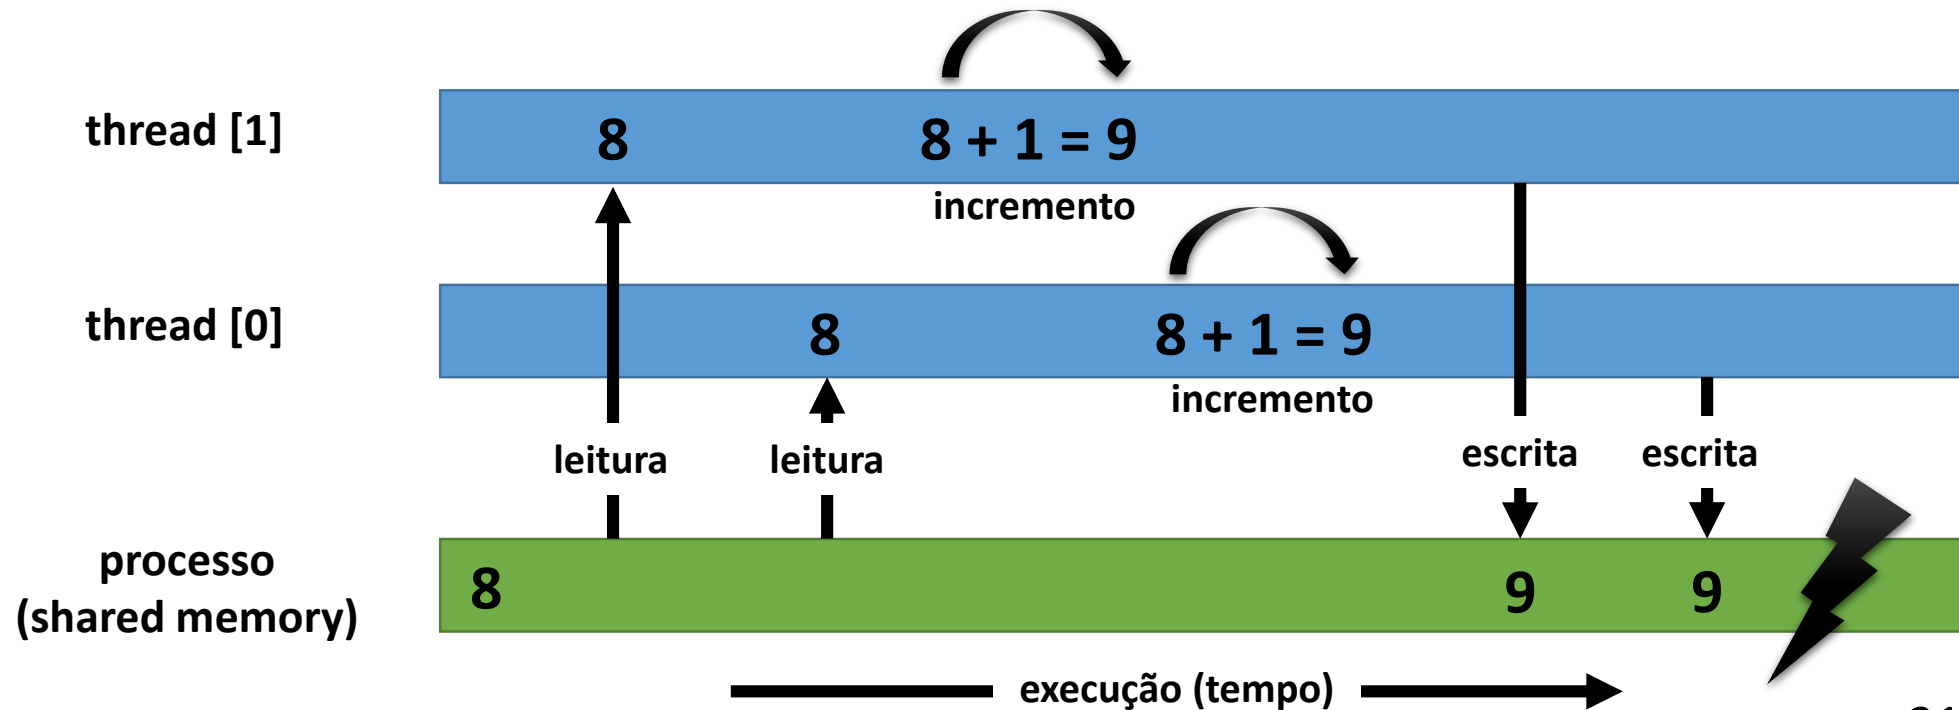 thread [1]
8
8 + 1 = 9
incremento
thread [0]
8
8 + 1 = 9
incremento
leitura
leitura
escrita
escrita
processo
(shared memory)
8
9
9
execução (tempo)